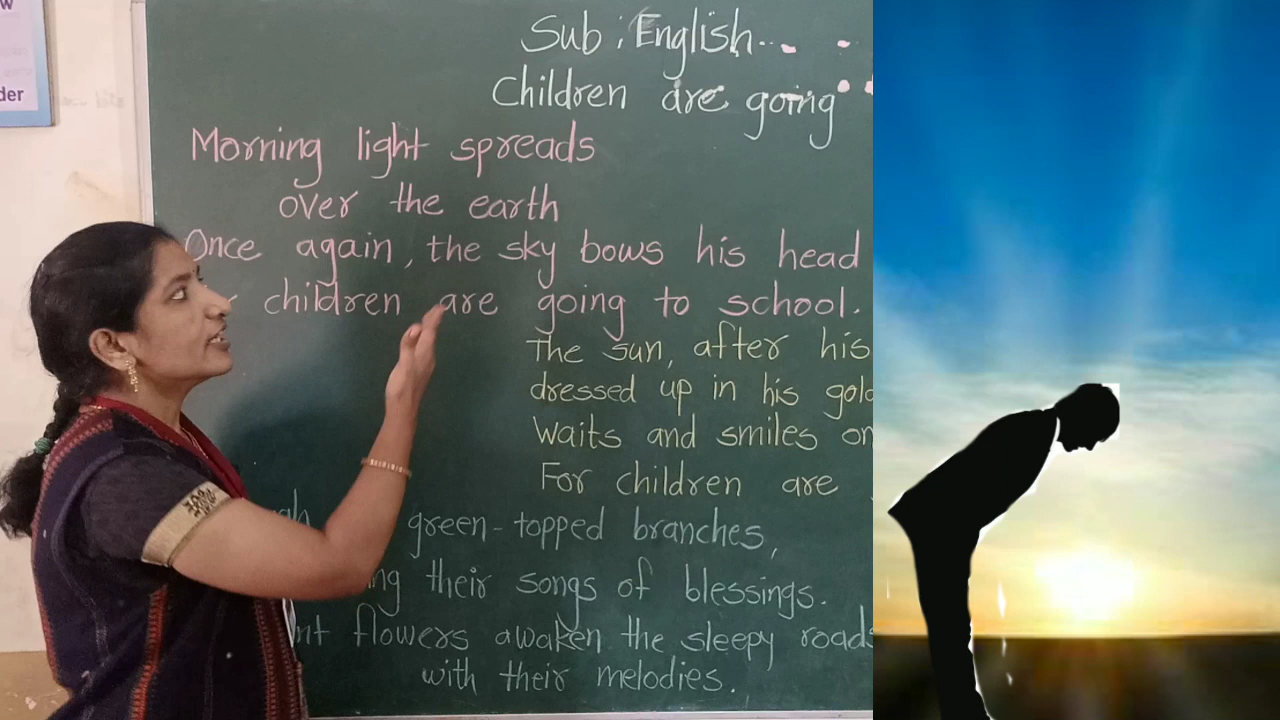 w
der
Sub : English...
Children are going
Morning light spreads
over the earth
Once again, the sky bows his head
children are going to school.
The sun, after his
dressed up in his
Waits and smiles
For children are
green-topped branches,
their songs of blessings.
flowers awaken the sleepy
with their melodies.